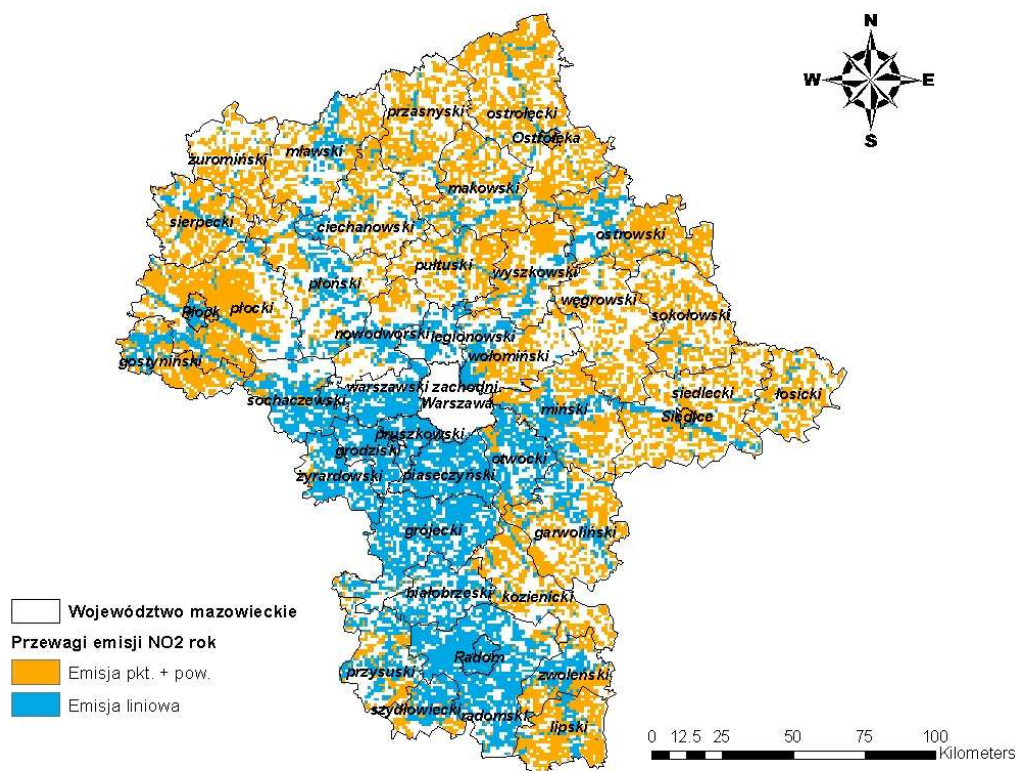 N
W E
S
przasnyski
ostrołęcki
Ostrołęka
żuromiński
mławski
makowski
sierpecki
ciechanowski
ostrowski
pułtuski
wyszkowski
płoński
węgrowski
płocki
Płock
sokołowski
nowodworski
legionowski
gostyniński
wołomiński
warszawski zachodni
siedlecki
łosicki
sochaczewski
Warszawa
miński
Siedlce
pruszkowski
grodziski
otwocki
żyrardowski
piaseczyński
grójecki
garwoliński
białobrzeski
kozienicki
Województwo mazowieckie
Przewagi emisji NO2 rok
Emisja pkt. + pow.
Emisja liniowa
Radom
przysuski
zwoleński
szydłowiecki
radomski
lipski
0 12.5 25 50 75 100
Kilometers